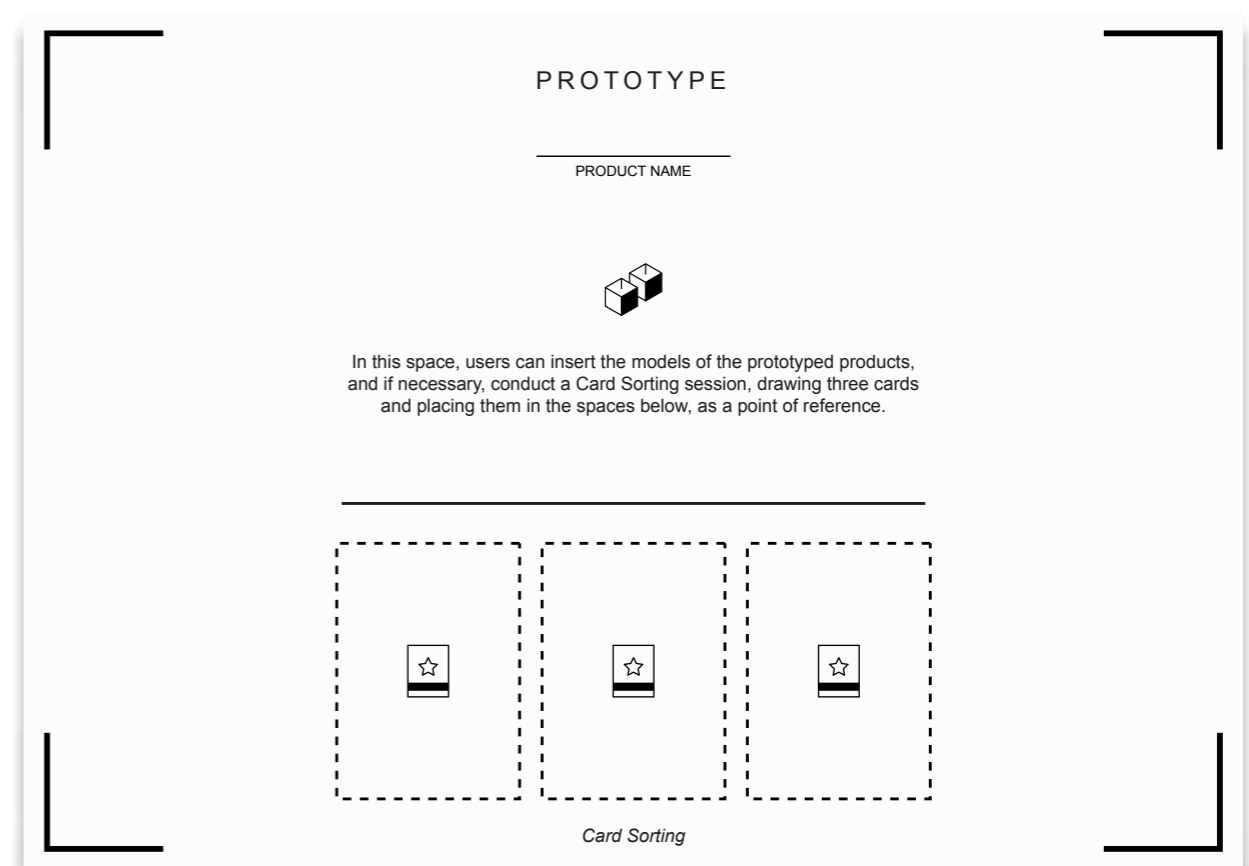 PROTOTYPE
PRODUCT NAME
In this space, users can insert the models of the prototyped products,
and if necessary, conduct a Card Sorting session, drawing three cards
and placing them in the spaces below, as a point of reference.
Card Sorting